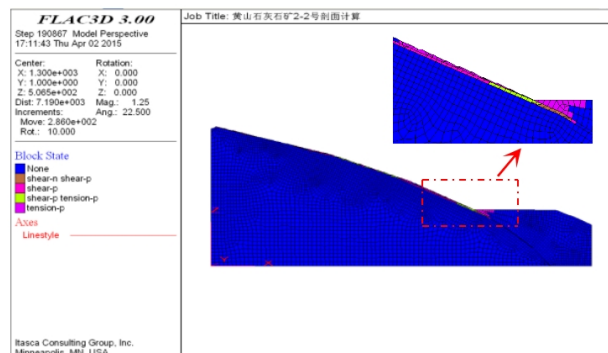 FLAC3D 3.00
Step 190867 Model Perspective
17:11:43 Thu Apr 02 2015
Center:
X: 1.300e+003
Y: 1.000e+000
Z: 5.065e+002
Dist: 7.190e+003
Increments:
Move: 2.860e+002
Rot.: 10.000
Rotation:
X: 0.000
Y: 0.000
Z: 0.000
Mag.: 1.25
Ang.: 22.500
Block State
None
shear-n shear-p
shear-p
shear-p tension-p
tension-p
Axes
Linestyle
Itasca Consulting Group, Inc.
Minneapolis, MN USA
Job Title: 黄山石灰石矿2-2号剖面计算
Z
Y
X